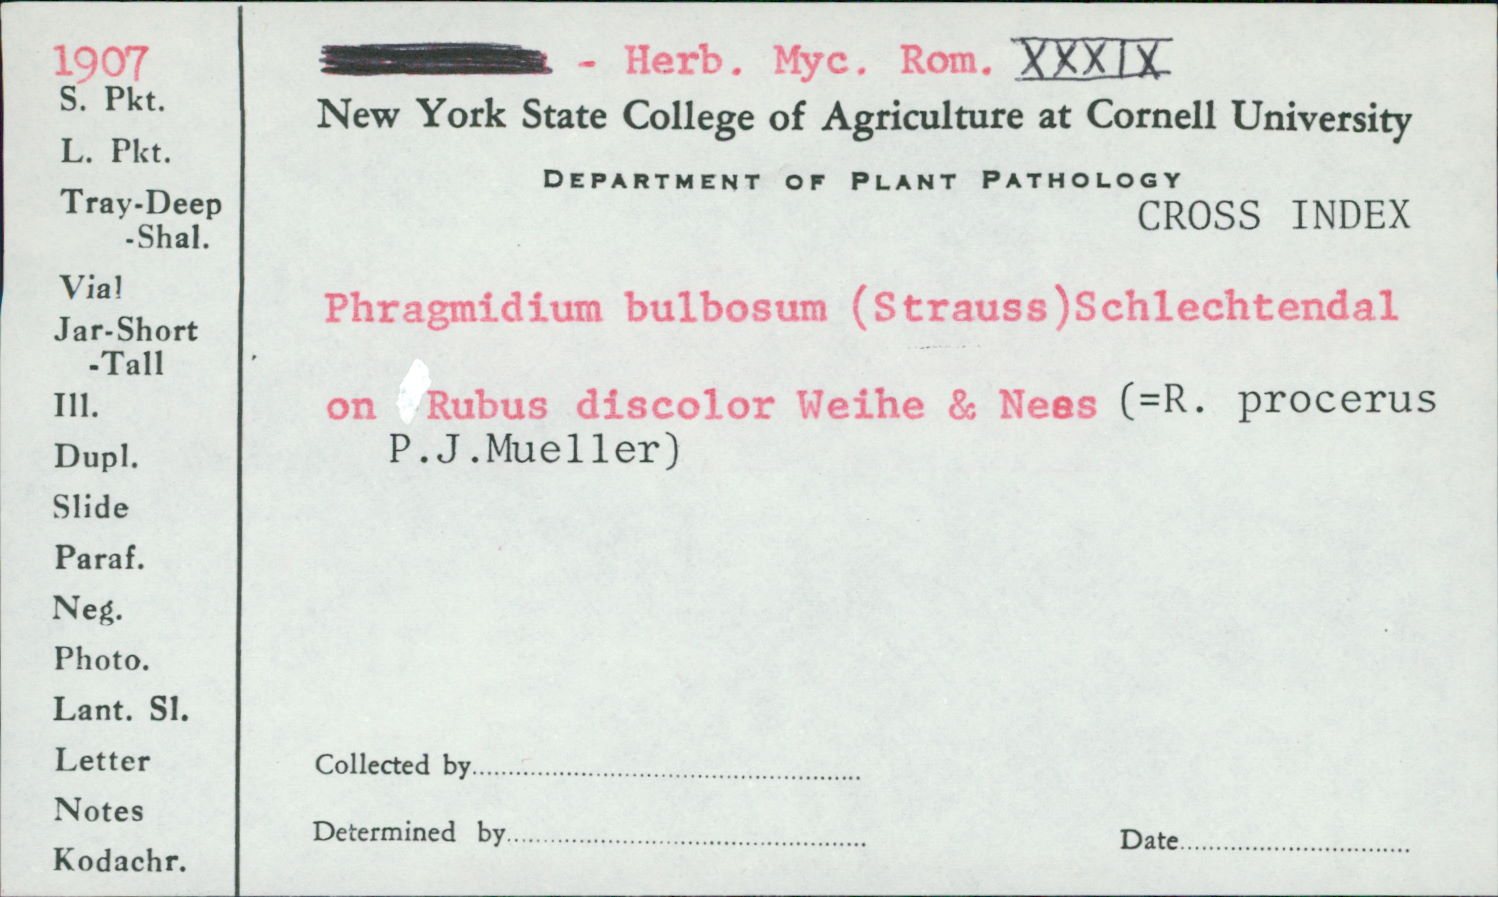 1907
S. Pkt.
L. Pkt.
Tray-Deep
-Shal.
Vial
Jar-Short
-Tall
Ill.
Dupl.
Slide
Paraf.
Neg.
Photo.
Lant. Sl.
Letter
Notes
Kodachr.
- Herb. Myc. Rom. XXXIX
New York State College of Agriculture at Cornell University
DEPARTMENT OF PLANT PATHOLOGY
CROSS INDEX
Phragmidium bulbosum (Strauss)Schlechtendal
on Rubus discolor Weihe & Nees (=R. procerus
P.J.Mueller)
Collected by
Determined by
Date